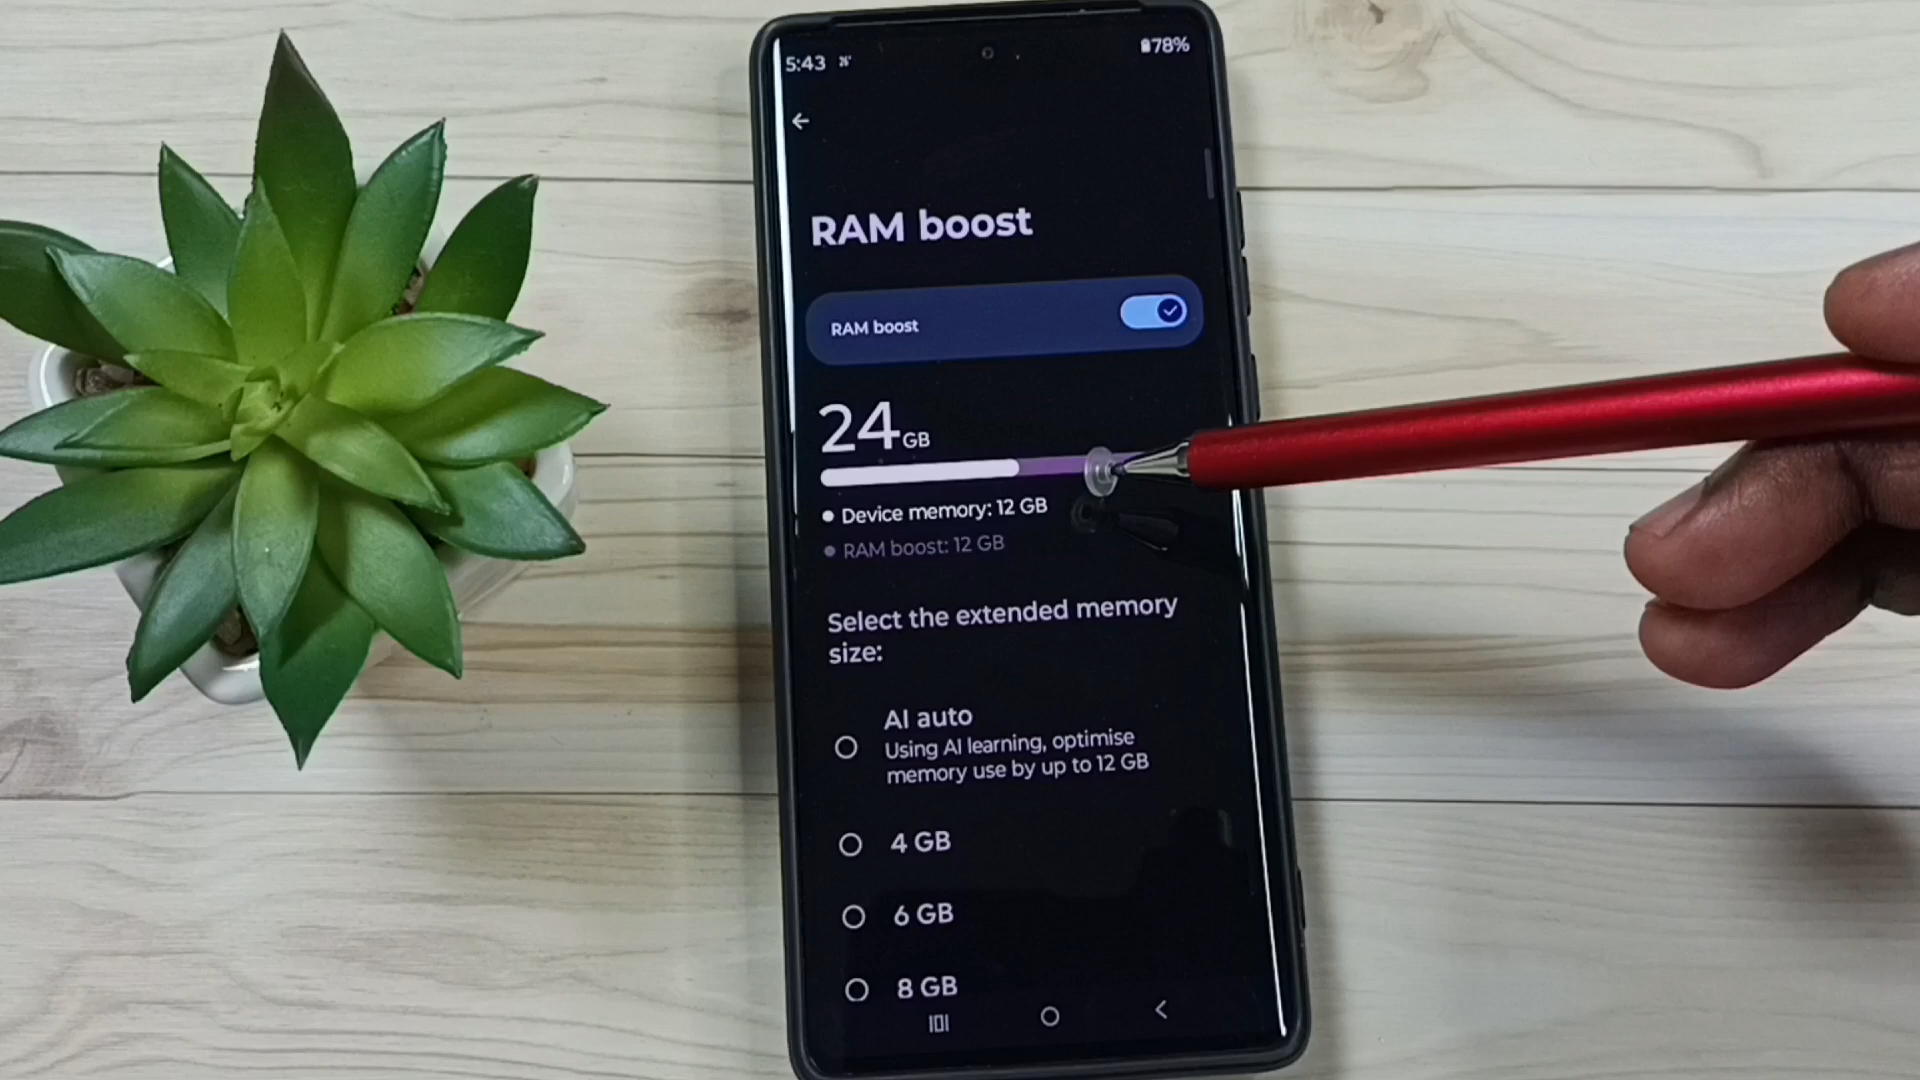 5:43
78%
RAM boost
RAM boost
24 GB
Device memory: 12 GB
RAM boost: 12 GB
Select the extended memory
size:
AI auto
Using AI learning, optimise
memory use by up to 12 GB
4 GB
6 GB
8 GB